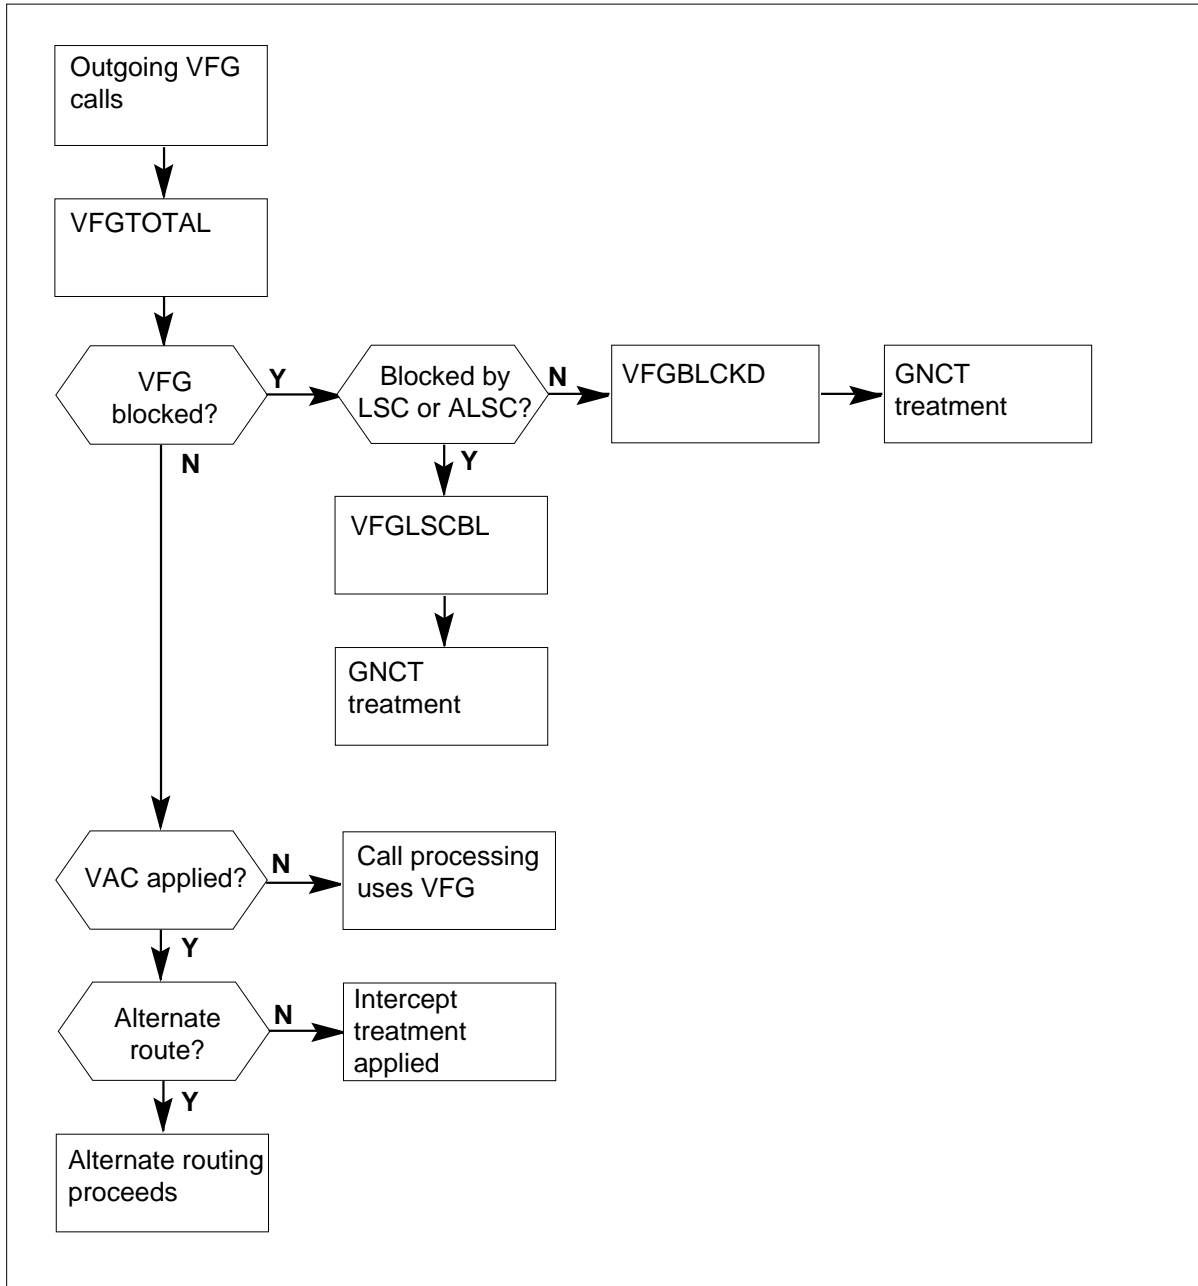 Outgoing VFG
calls
VFGTOTAL
VFG
blocked?
Y
Blocked by
LSC or ALSC?
N
VFGBLCKD
GNCT
treatment
N
Y
VFGLSCBL
GNCT
treatment
VAC applied?
N
Call processing
uses VFG
Y
Alternate
route?
N
Intercept
treatment
applied
Y
Alternate routing
proceeds